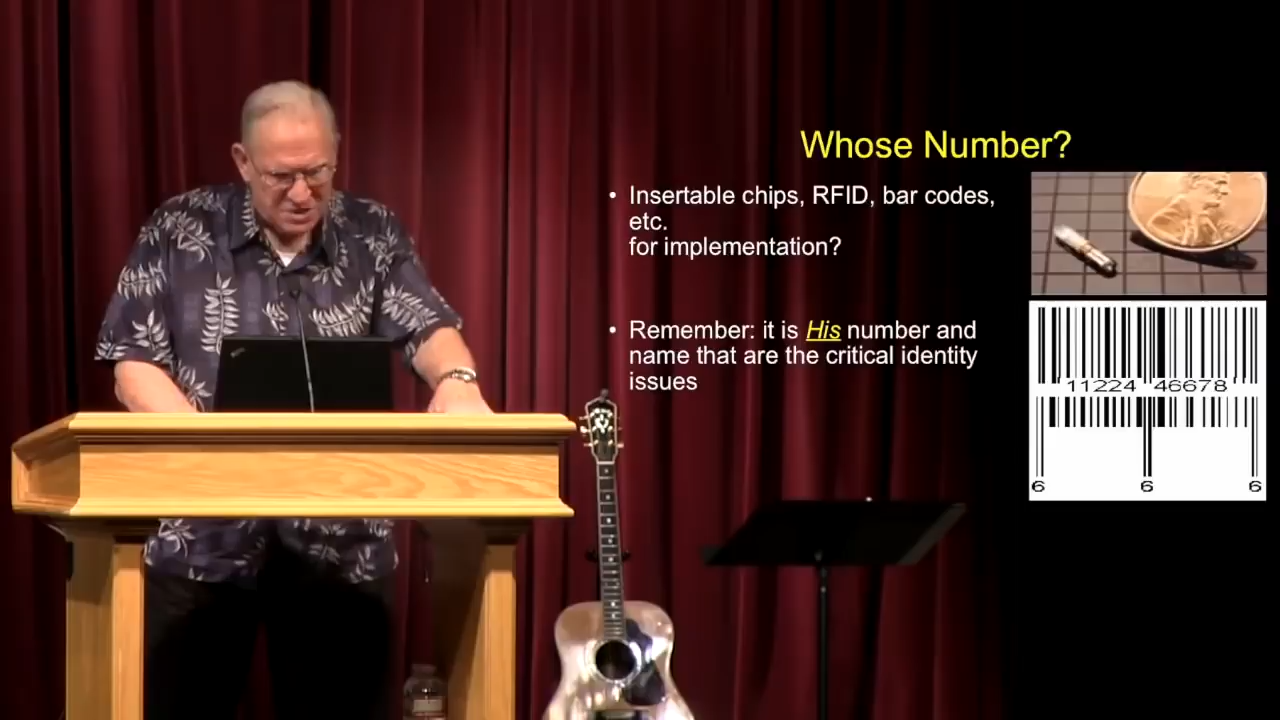 Whose Number?
• Insertable chips, RFID, bar codes,
etc.
for implementation?
• Remember: it is His number and
name that are the critical identity
issues
11224 46678
6 6 6